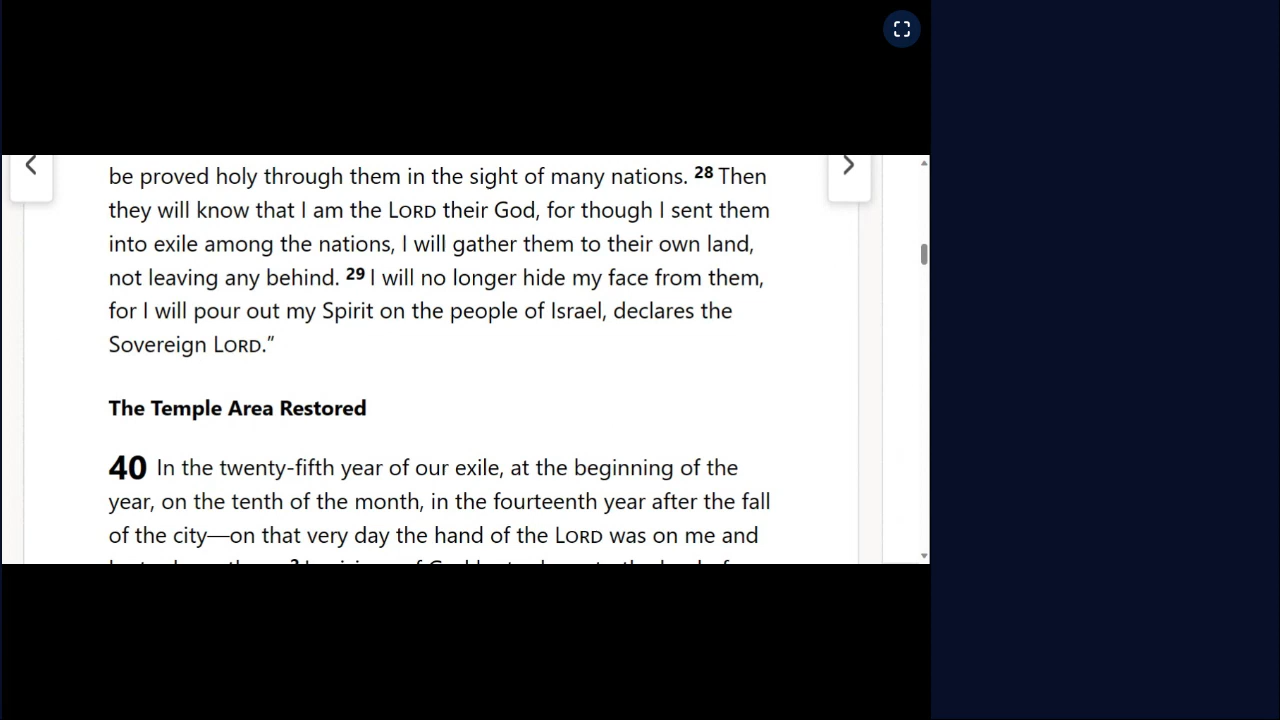 be proved holy through them in the sight of many nations. 28 Then
they will know that I am the LORD their God, for though I sent them
into exile among the nations, I will gather them to their own land,
not leaving any behind. 29 I will no longer hide my face from them,
for I will pour out my Spirit on the people of Israel, declares the
Sovereign LORD.”
The Temple Area Restored
40 In the twenty-fifth year of our exile, at the beginning of the
year, on the tenth of the month, in the fourteenth year after the fall
of the city—on that very day the hand of the LORD was on me and